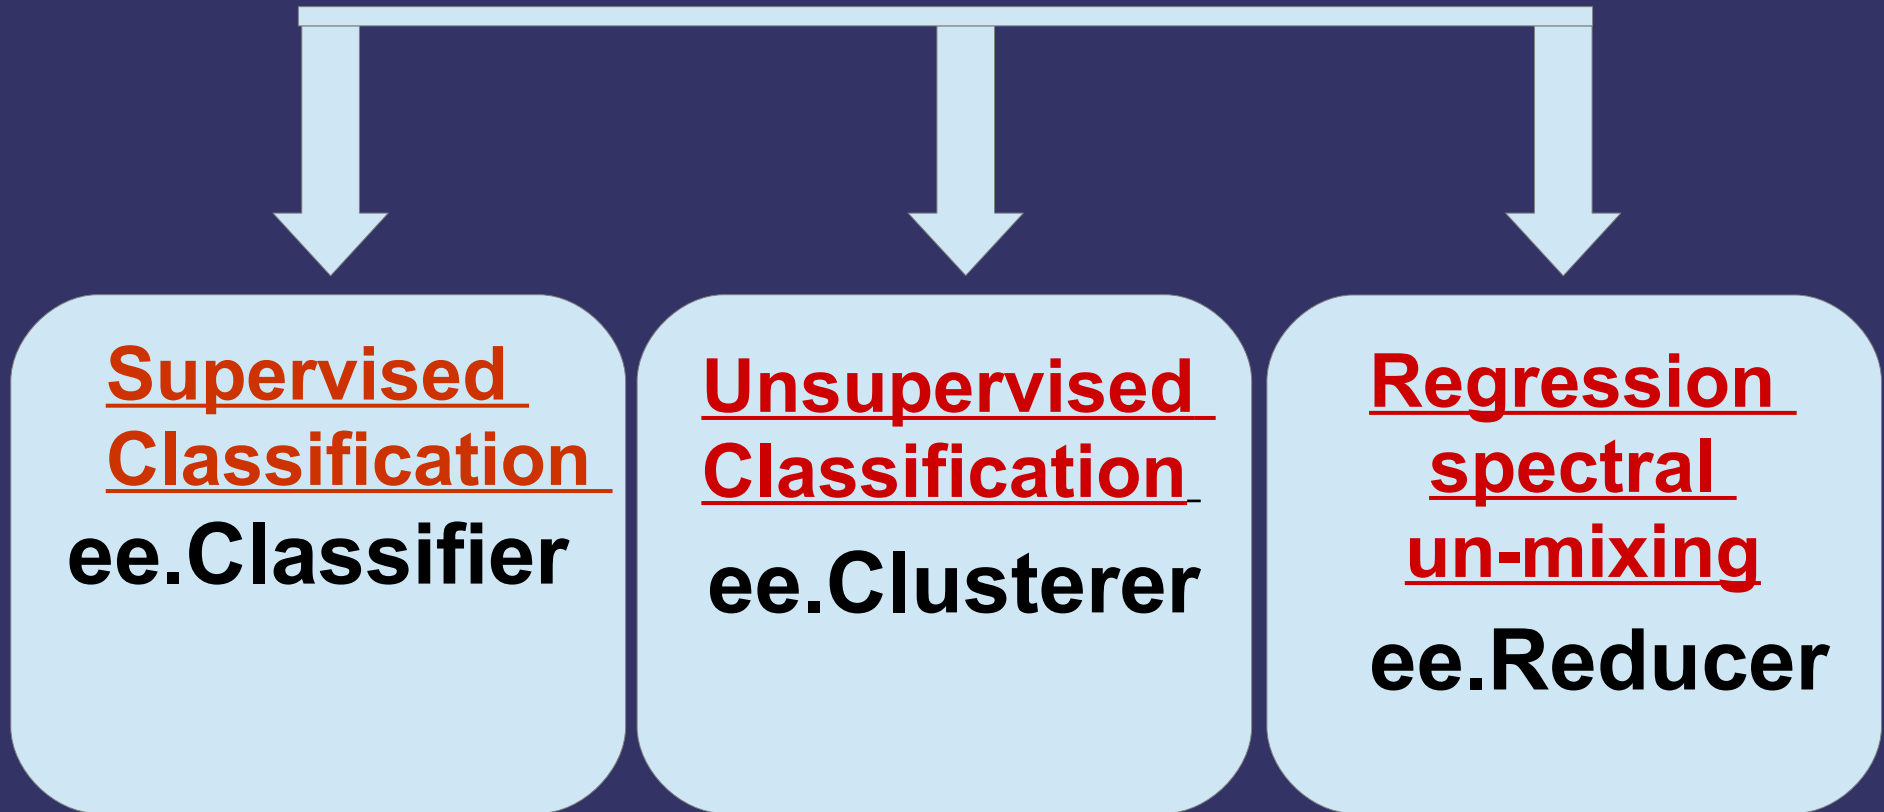 Supervised
Classification
ee.Classifier
Unsupervised
Classification
ee.Clusterer
Regression
spectral
un-mixing
ee.Reducer